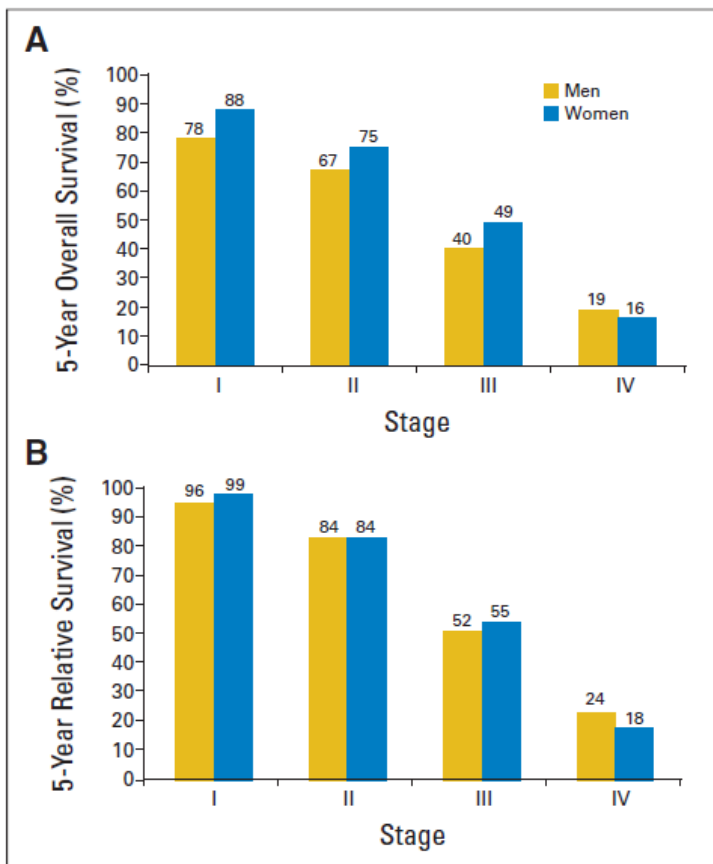 A
5-Year Overall Survival (%)
100
90
80
70
60
50
40
30
20
10
0
Men
Women
78
88
67
75
40
49
19
16
I
II
III
IV
Stage
B
5-Year Relative Survival (%)
100
90
80
70
60
50
40
30
20
10
0
96
99
84
84
52
55
24
18
I
II
III
IV
Stage